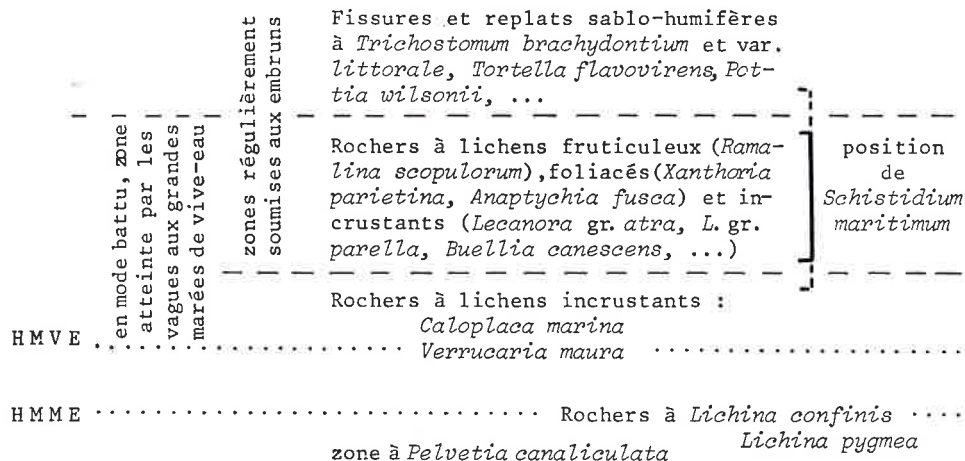 Fissures et replats sablo-humifères
à Trichostomum brachydontium et var.
littorale, Tortella flavovirens, Pot-
tia wilsonii, ...
zones régulièrement
soumises aux embruns
en mode battu, zone
atteinte par les
vagues aux grandes
marées de vive-eau
Rochers à lichens fruticuleux (Rama-
lina scopulorum), foliacés (Xanthoria
parietina, Anaptychia fusca) et in-
crustants (Lecanora gr. atra, L. gr.
parella, Buellia canescens, ...)
position
de
Schistidium
maritimum
Rochers à lichens incrustants :
Caloplaca marina
HMVE Verrucaria maura
HMME Rochers à Lichina confinis
Lichina pygmea
zone à Pelvetia canaliculata